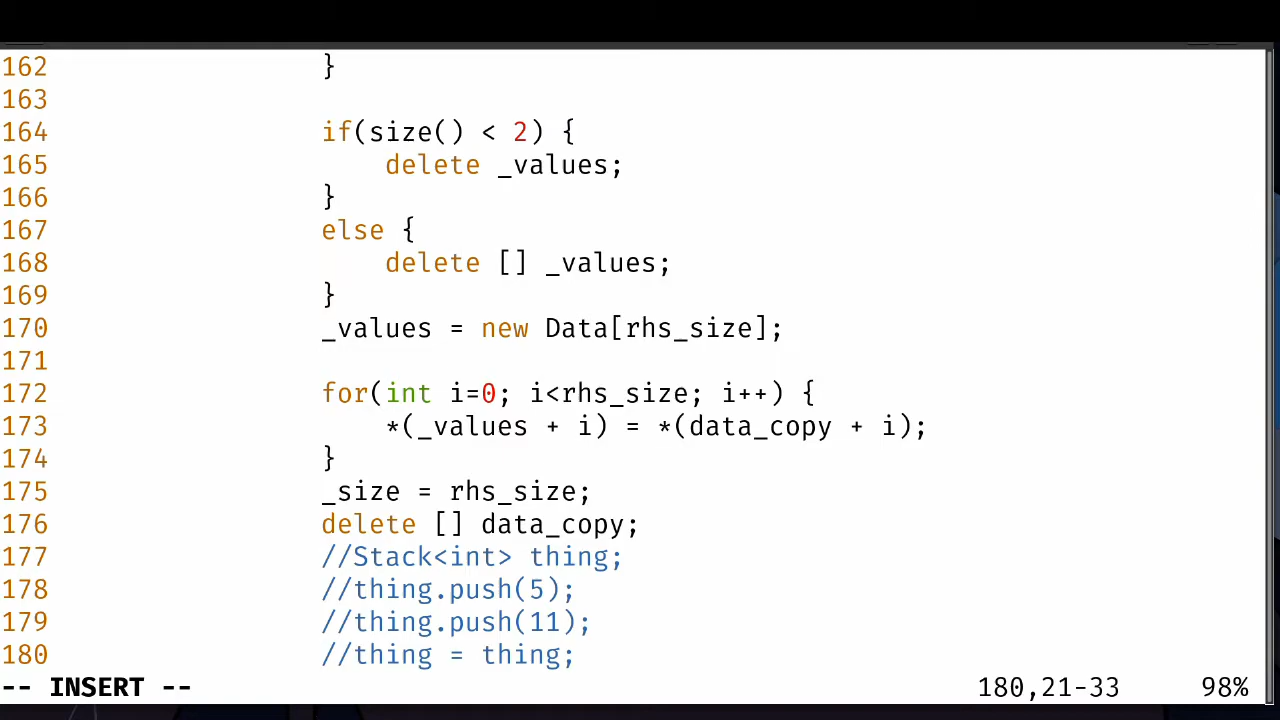 162                 }
163
164                 if(size() < 2) {
165                     delete _values;
166                 }
167                 else {
168                     delete [] _values;
169                 }
170                 _values = new Data[rhs_size];
171
172                 for(int i=0; i<rhs_size; i++) {
173                     *(_values + i) = *(data_copy + i);
174                 }
175                 _size = rhs_size;
176                 delete [] data_copy;
177                 //Stack<int> thing;
178                 //thing.push(5);
179                 //thing.push(11);
180                 //thing = thing;
-- INSERT --                 180,21-33     98%